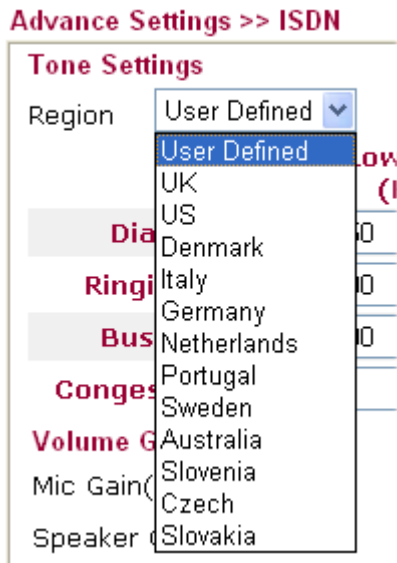 Advance Settings >> ISDN
Tone Settings
Region User Defined
User Defined
UK
US
Denmark
Italy
Germany
Netherlands
Portugal
Sweden
Australia
Slovenia
Czech
Slovakia
Volume
Mic Gain(
Speaker